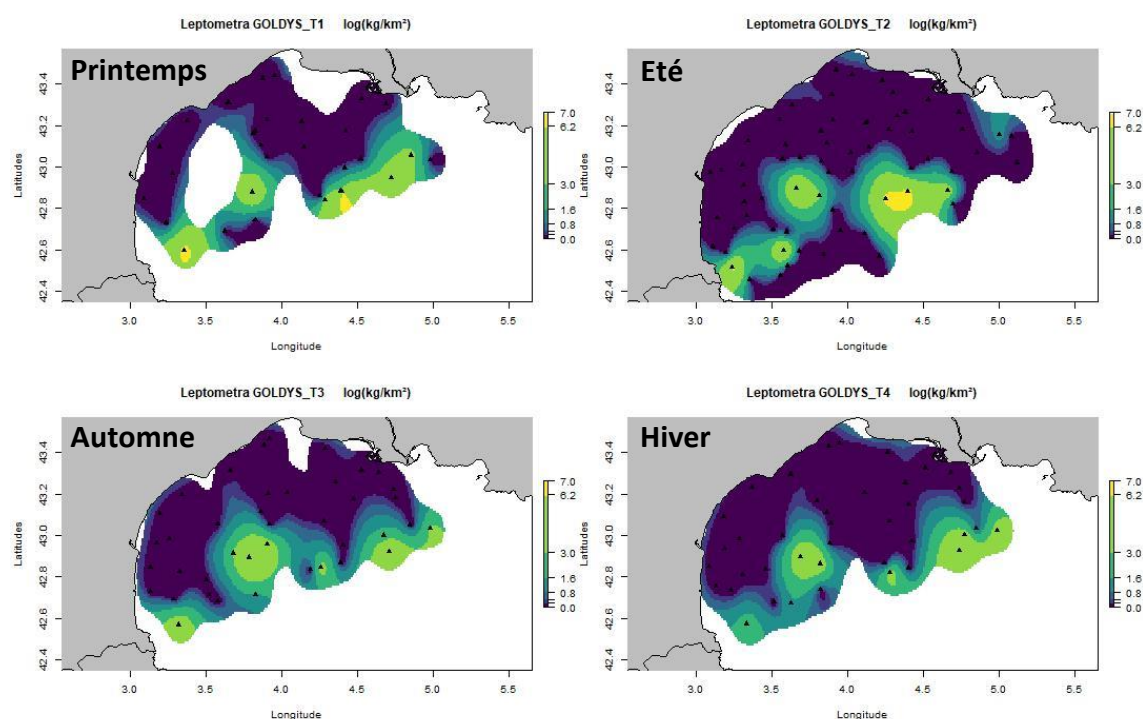 Leptometra GOLDYS_T1 log(kg/km²)
Printemps
Latitudes
43.4
43.2
43.0
42.8
42.6
42.4
3.0 3.5 4.0 4.5 5.0 5.5
Longitude
7.0
6.2
3.0
1.6
0.8
0.0
Leptometra GOLDYS_T2 log(kg/km²)
Eté
Latitudes
43.4
43.2
43.0
42.8
42.6
42.4
3.0 3.5 4.0 4.5 5.0 5.5
Longitude
7.0
6.2
3.0
1.6
0.8
0.0
Leptometra GOLDYS_T3 log(kg/km²)
Automne
Latitudes
43.4
43.2
43.0
42.8
42.6
42.4
3.0 3.5 4.0 4.5 5.0 5.5
Longitude
7.0
6.2
3.0
1.6
0.8
0.0
Leptometra GOLDYS_T4 log(kg/km²)
Hiver
Latitudes
43.4
43.2
43.0
42.8
42.6
42.4
3.0 3.5 4.0 4.5 5.0 5.5
Longitude
7.0
6.2
3.0
1.6
0.8
0.0